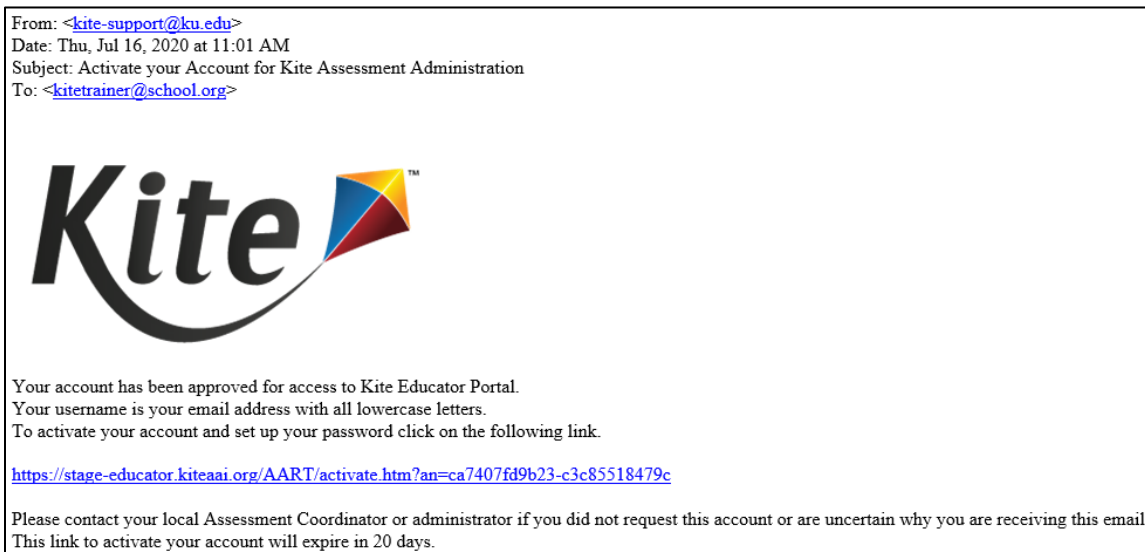 From: <kite-support@ku.edu>
Date: Thu, Jul 16, 2020 at 11:01 AM
Subject: Activate your Account for Kite Assessment Administration
To: <kitetrainer@school.org>
Kite™
Your account has been approved for access to Kite Educator Portal.
Your username is your email address with all lowercase letters.
To activate your account and set up your password click on the following link.
https://stage-educator.kiteaai.org/AART/activate.htm?an=ca7407fd9b23-c3c85518479c
Please contact your local Assessment Coordinator or administrator if you did not request this account or are uncertain why you are receiving this email
This link to activate your account will expire in 20 days.